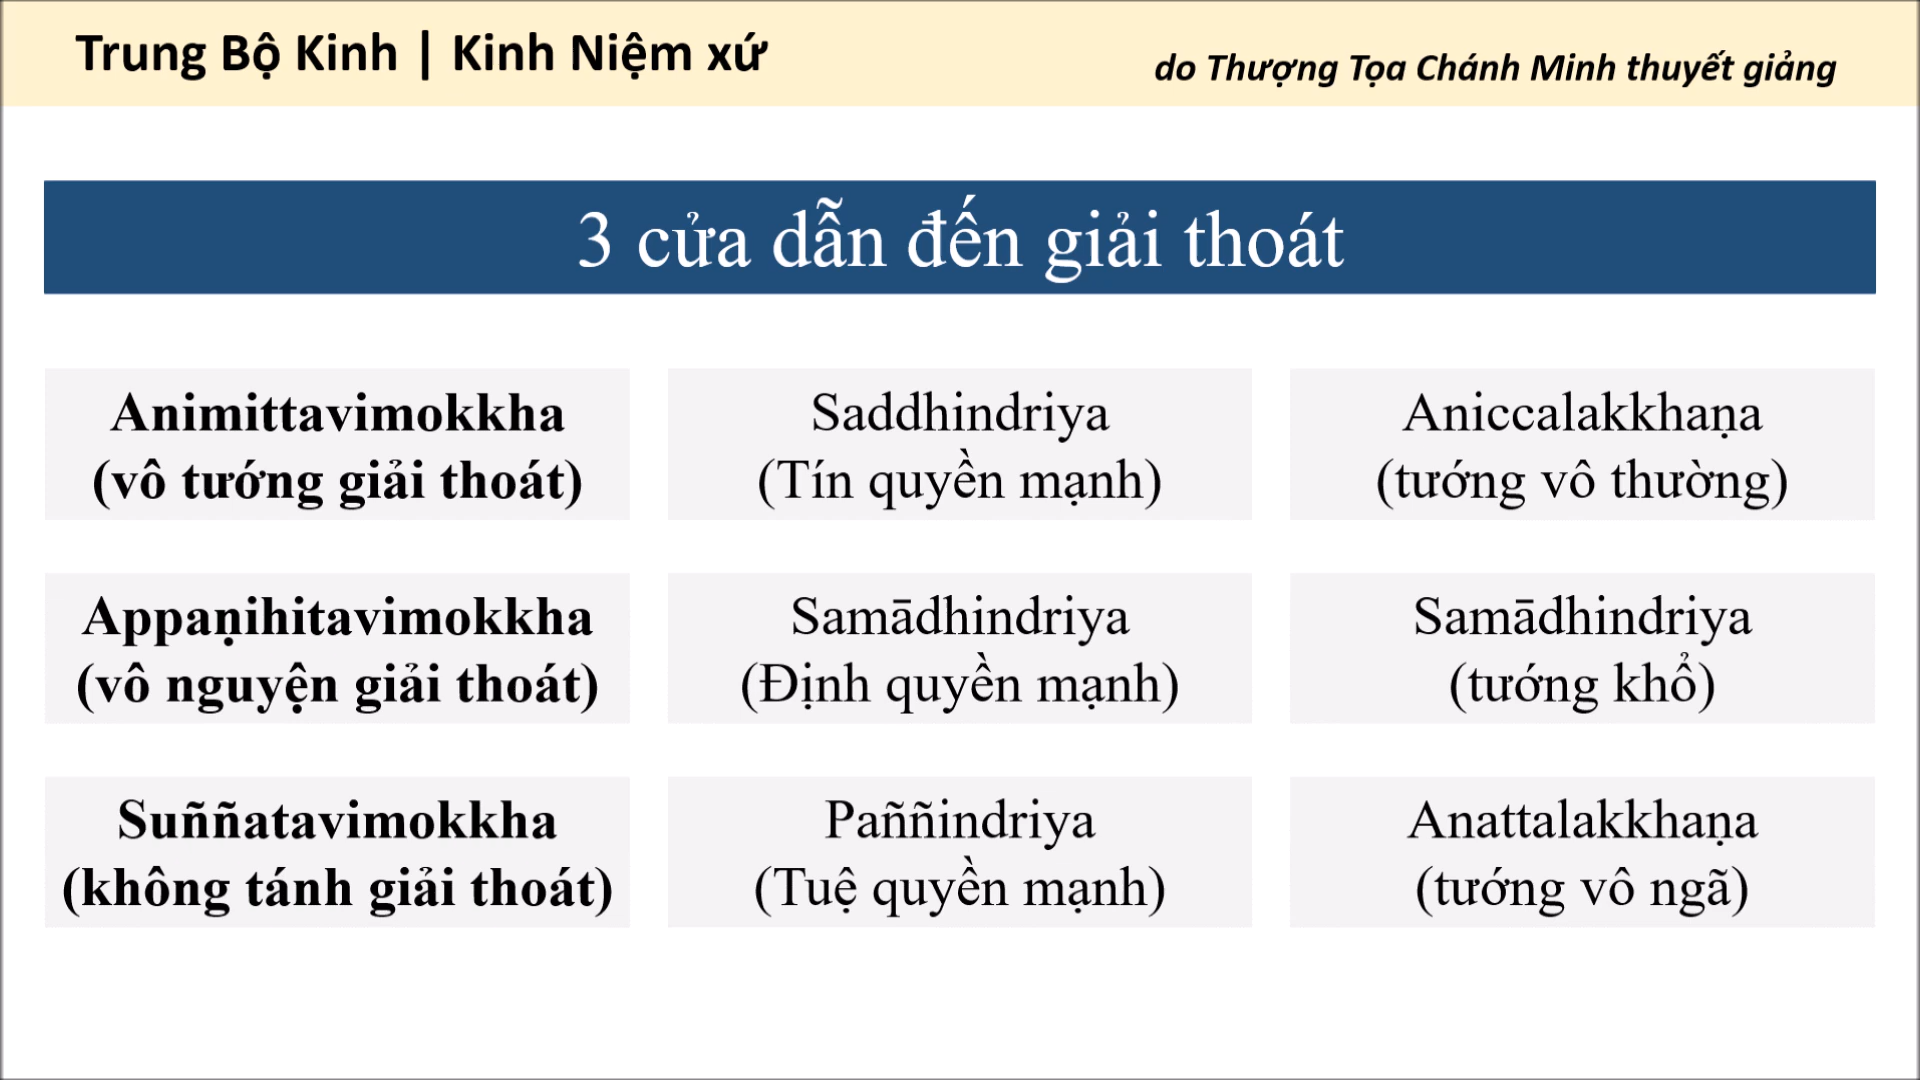 Trung Bộ Kinh | Kinh Niệm xứ
do Thượng Tọa Chánh Minh thuyết giảng
3 cửa dẫn đến giải thoát
Animittavimokkha
(vô tướng giải thoát)
Saddhindriya
(Tín quyền mạnh)
Aniccalakkhaṇa
(tướng vô thường)
Appaṇihitavimokkha
(vô nguyện giải thoát)
Samādhindriya
(Định quyền mạnh)
Samādhindriya
(tướng khổ)
Suññatavimokkha
(không tánh giải thoát)
Paññindriya
(Tuệ quyền mạnh)
Anattalakkhaṇa
(tướng vô ngã)